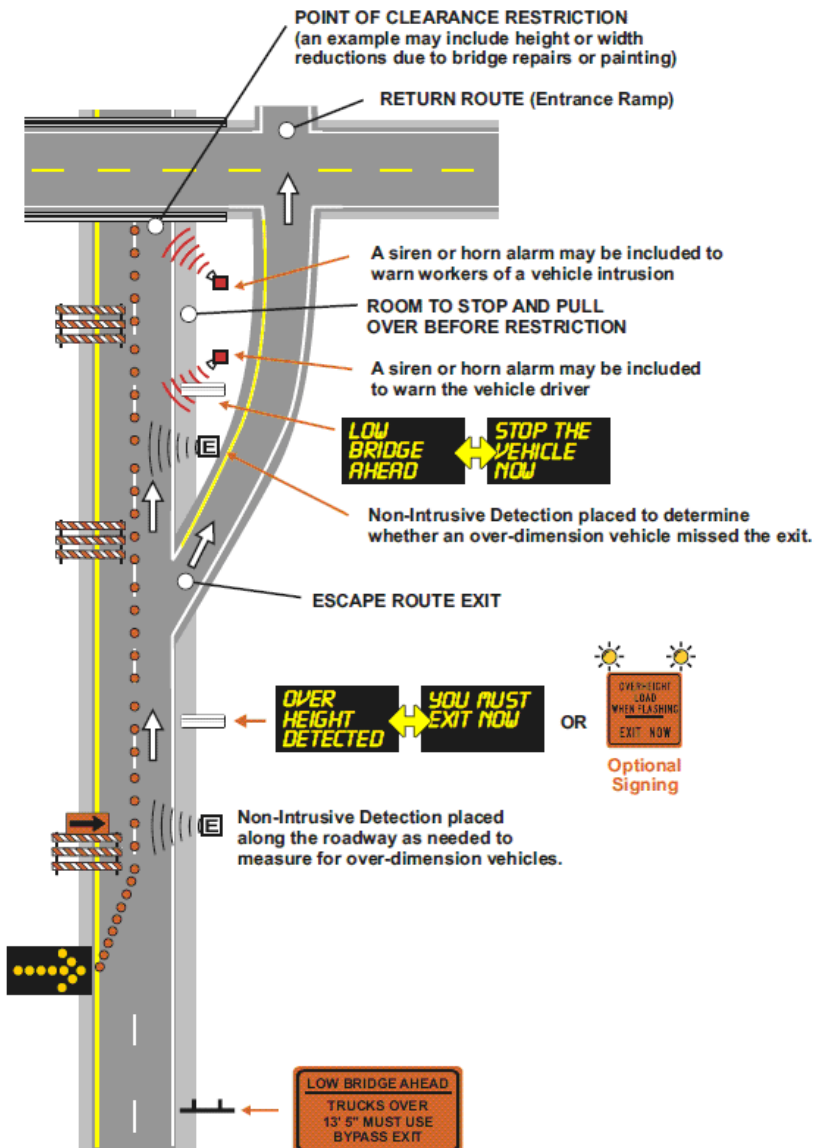 POINT OF CLEARANCE RESTRICTION
(an example may include height or width
reductions due to bridge repairs or painting)
RETURN ROUTE (Entrance Ramp)
A siren or horn alarm may be included to
warn workers of a vehicle intrusion
ROOM TO STOP AND PULL
OVER BEFORE RESTRICTION
A siren or horn alarm may be included
to warn the vehicle driver
LOW
BRIDGE
AHEAD
STOP THE
VEHICLE
NOW
E
Non-Intrusive Detection placed to determine
whether an over-dimension vehicle missed the exit.
ESCAPE ROUTE EXIT
OVER
HEIGHT
DETECTED
YOU MUST
EXIT NOW
OR
OVERHEIGHT
LOAD
WHEN FLASHING
EXIT NOW
Optional
Signing
E
Non-Intrusive Detection placed
along the roadway as needed to
measure for over-dimension vehicles.
LOW BRIDGE AHEAD
TRUCKS OVER
13' 5" MUST USE
BYPASS EXIT